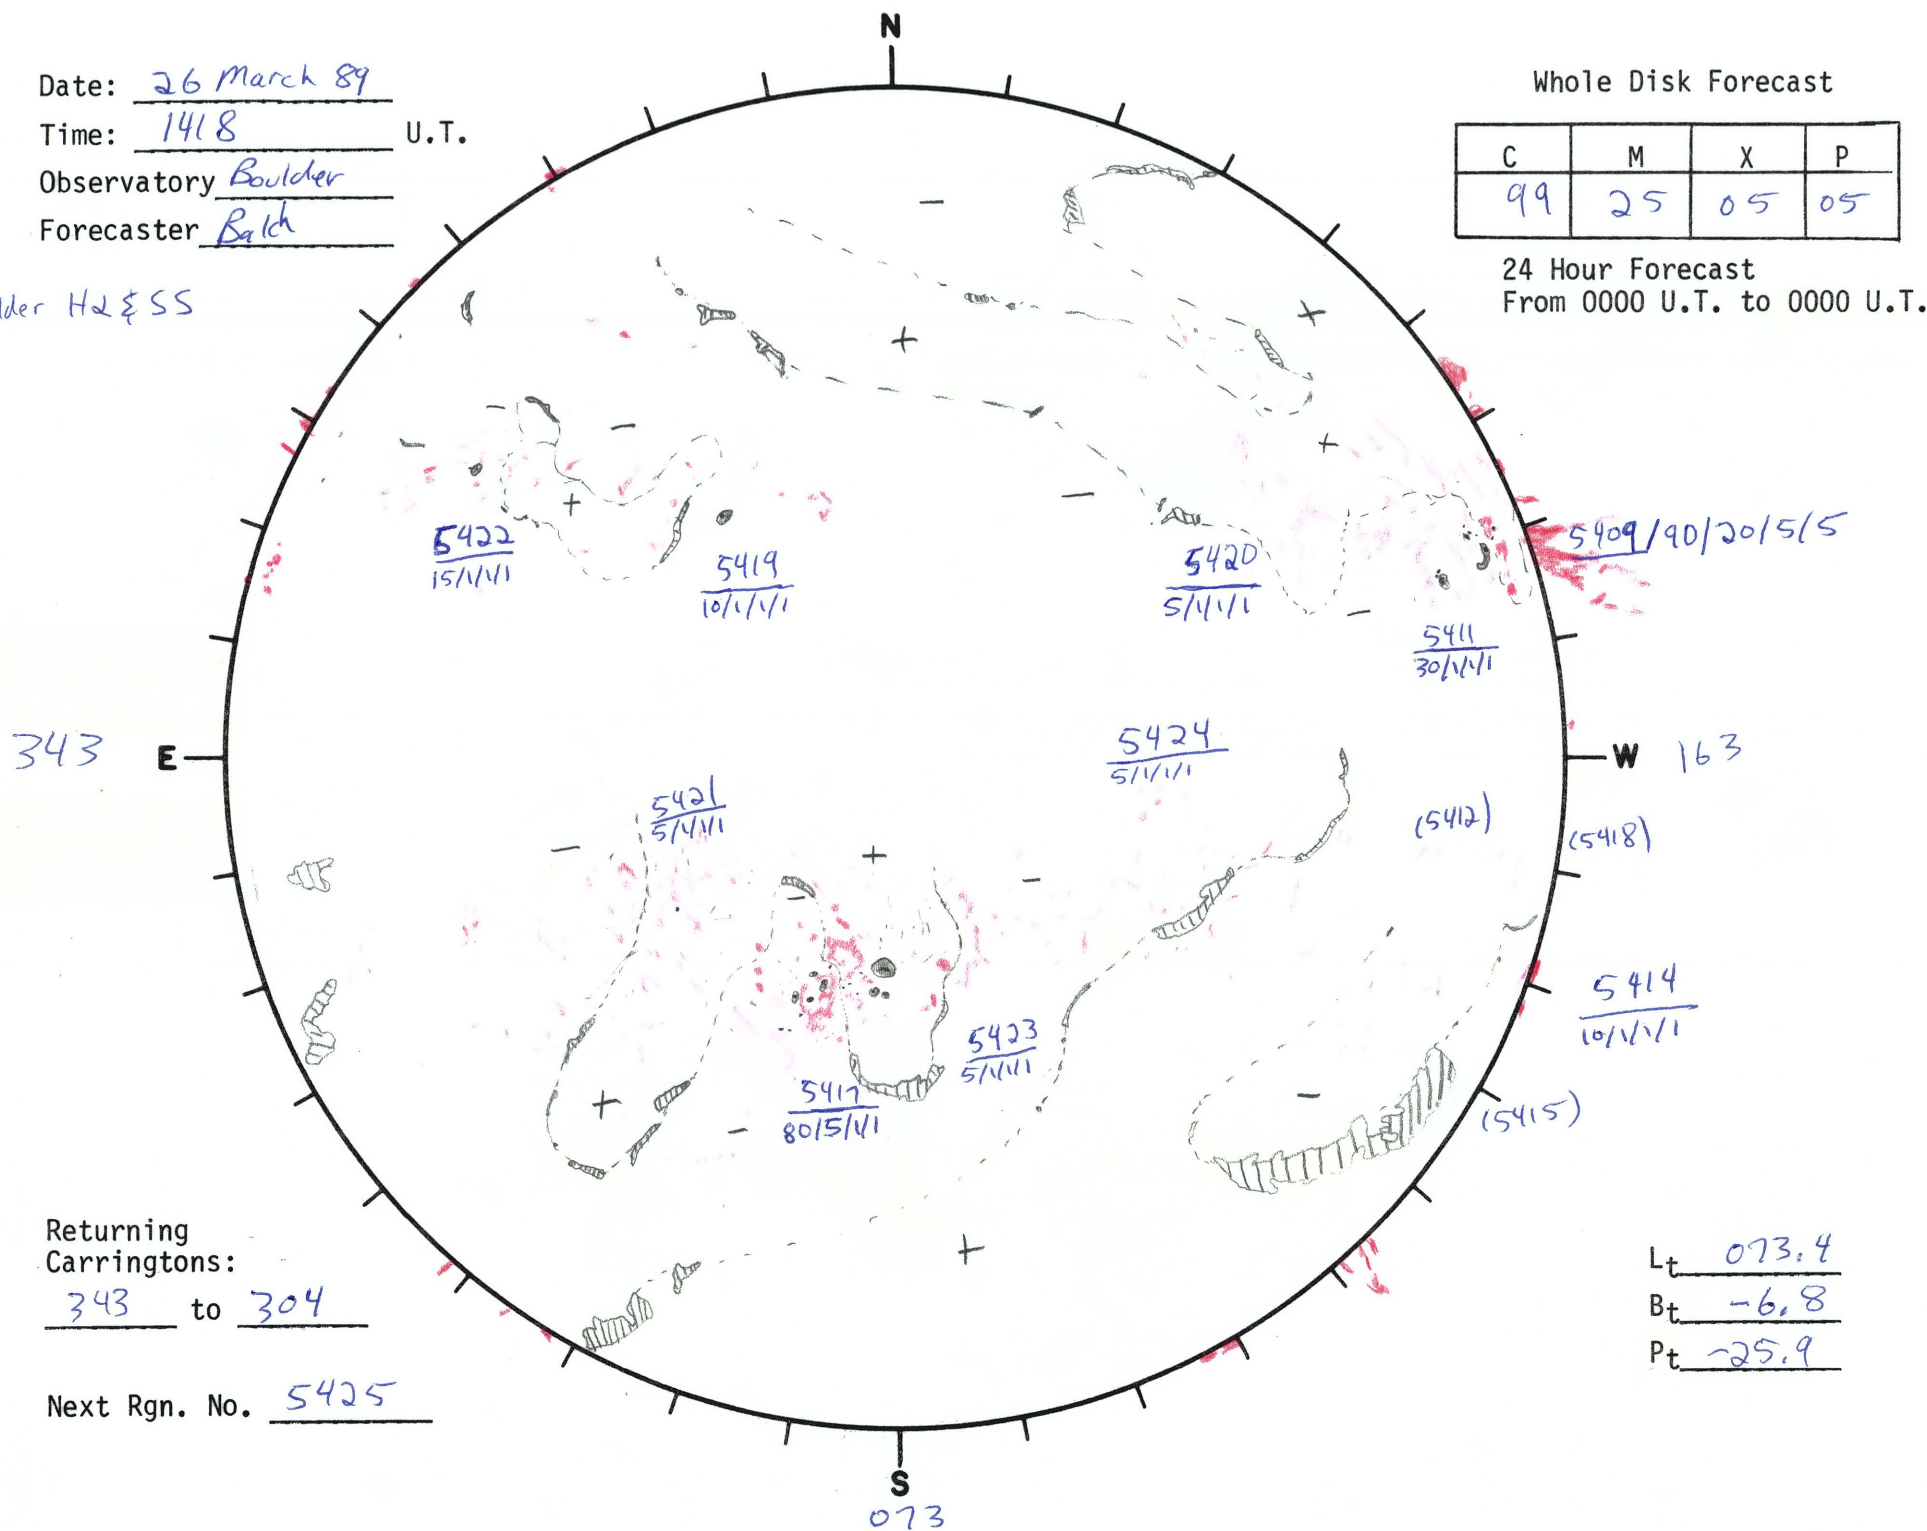 N
Date: 26 March 89
Time: 1418 U.T.
Observatory Boulder
Forecaster Balch
Whole Disk Forecast
C M X P
99 25 05 05
24 Hour Forecast
From 0000 U.T. to 0000 U.T.
lder Hα & SS
5409/90/20/5/5
5422
15/1/1/1
5419
10/1/1/1
5420
5/1/1/1
5411
30/1/1/1
343 E
W 163
5424
5/1/1/1
5421
5/1/1/1
(5412)
(5418)
5414
10/1/1/1
5423
5/1/1/1
5417
80/5/1/1
(5415)
Returning
Carringtons:
343 to 304
Next Rgn. No. 5425
Lt 073.4
Bt -6.8
Pt -25.9
S
073